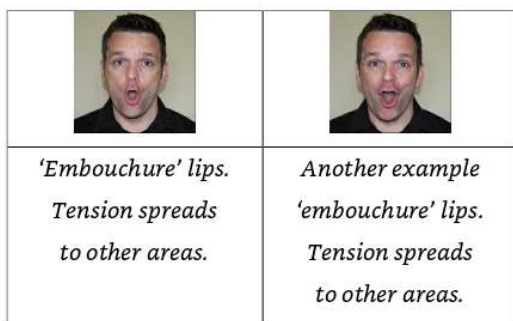 ‘Embouchure’ lips.
Tension spreads
to other areas.
Another example
‘embouchure’ lips.
Tension spreads
to other areas.